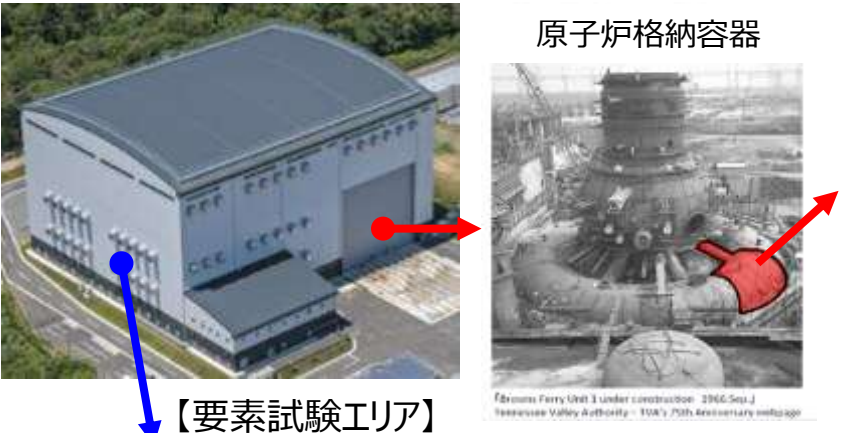 原子炉格納容器
「Browns Ferry Unit 1 under construction 1966 Sep.」
Tennessee Valley Authority - TVA's 75th Anniversary webpage
【要素試験エリア】